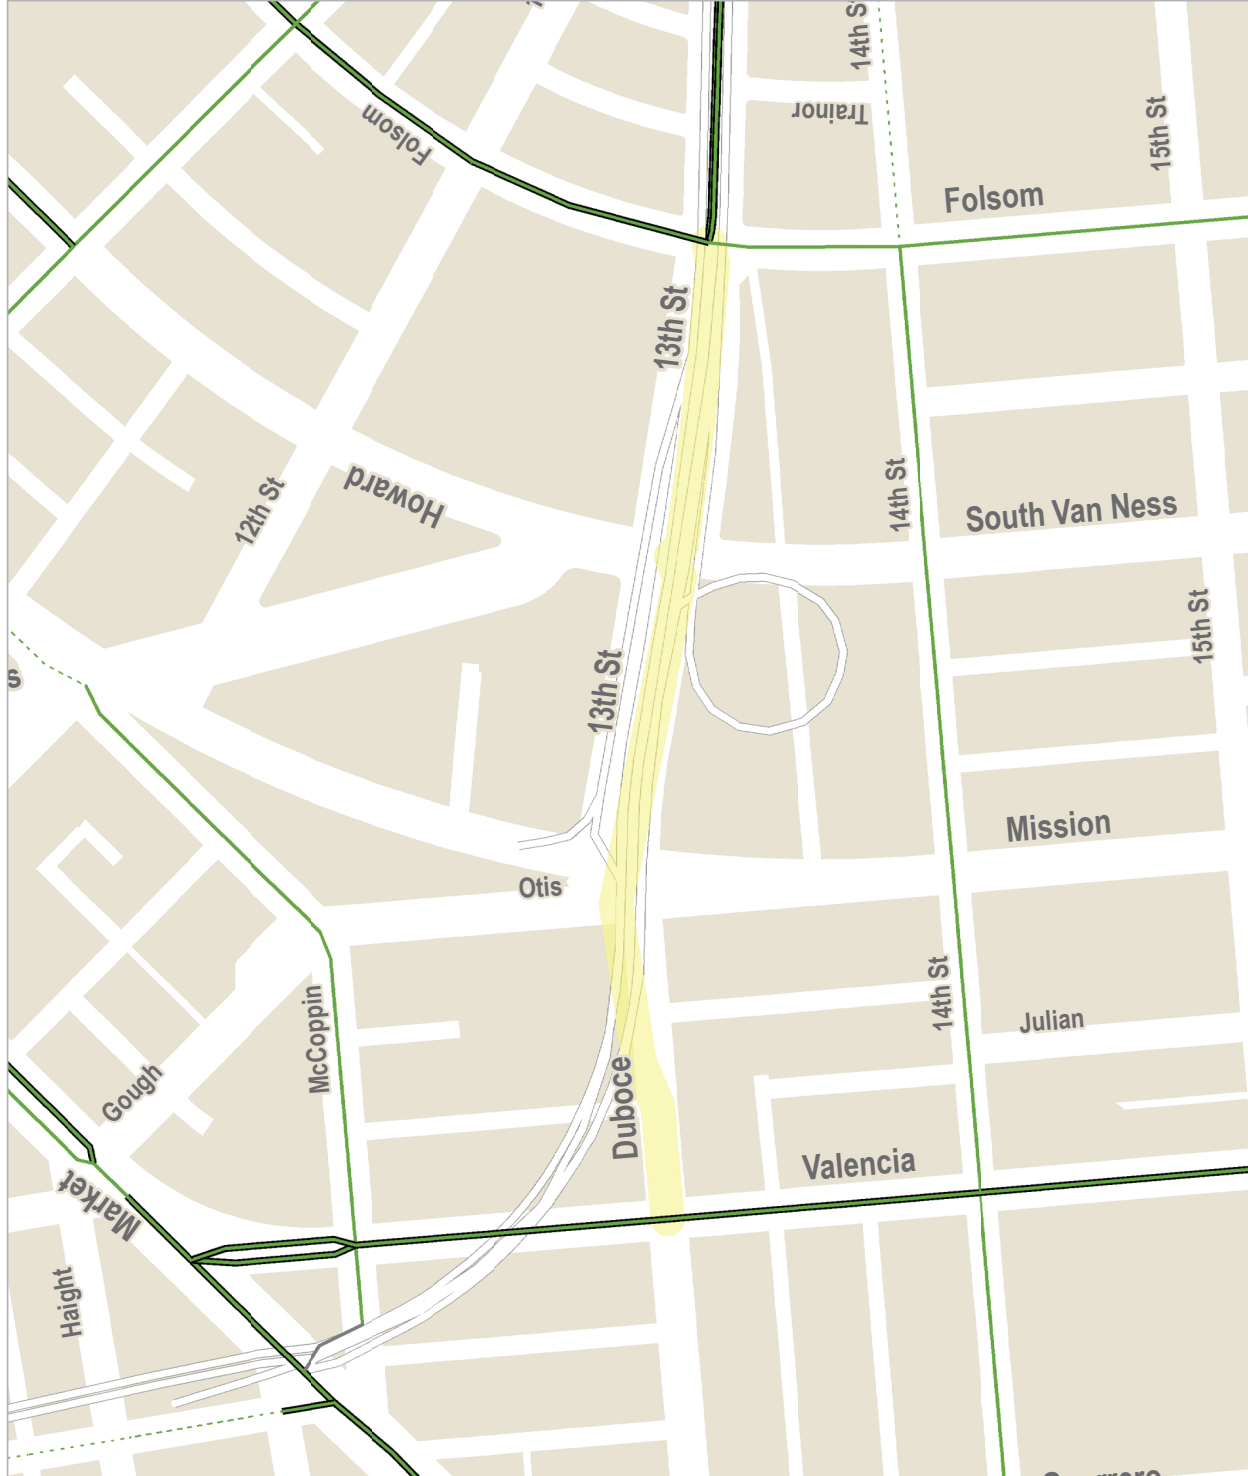 14th St
Trainor
15th St
Folsom
Folsom
13th St
12th St
Howard
14th St
South Van Ness
15th St
s
13th St
Mission
Otis
14th St
Julian
McCoppin
Gough
Duboce
Valencia
Market
Haight